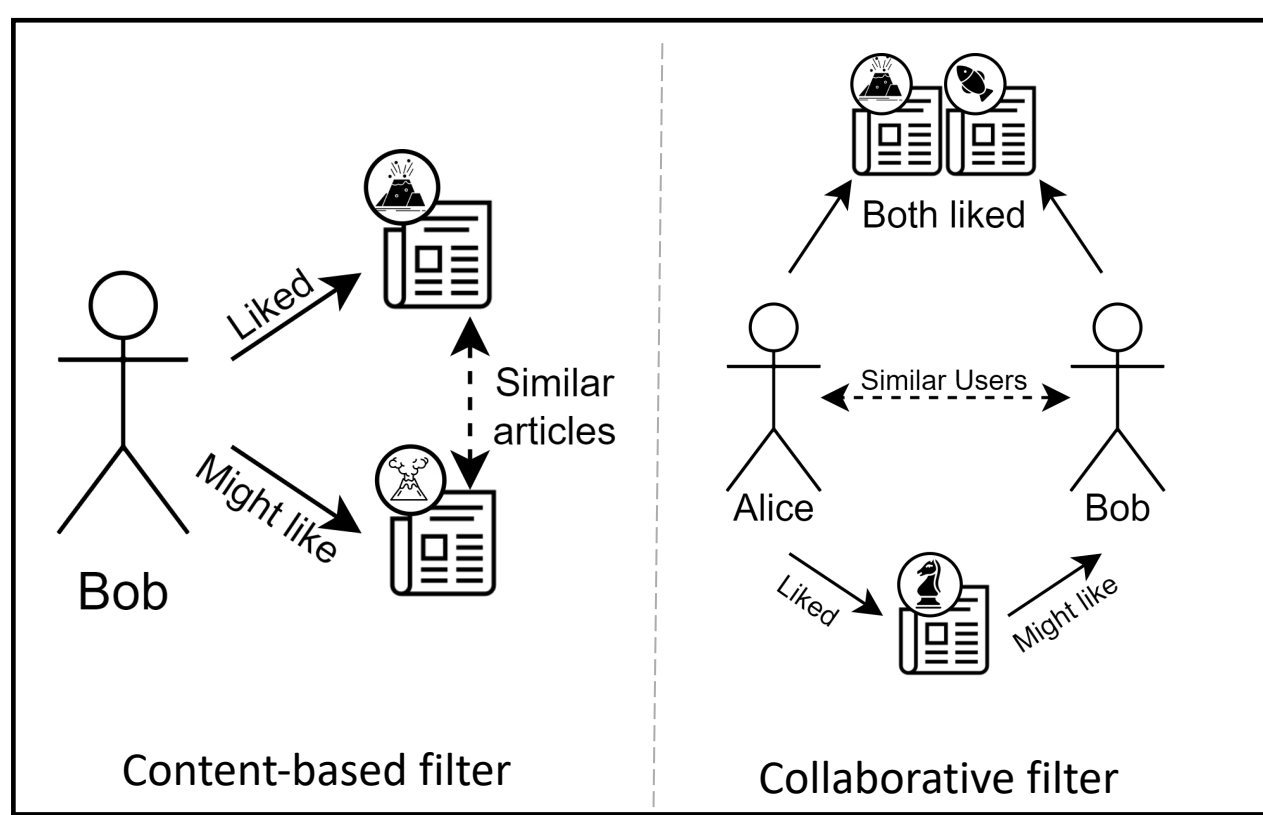 Liked
Similar
articles
Might like
Bob
Content-based filter
Both liked
Similar Users
Alice
Bob
Liked
Might like
Collaborative filter